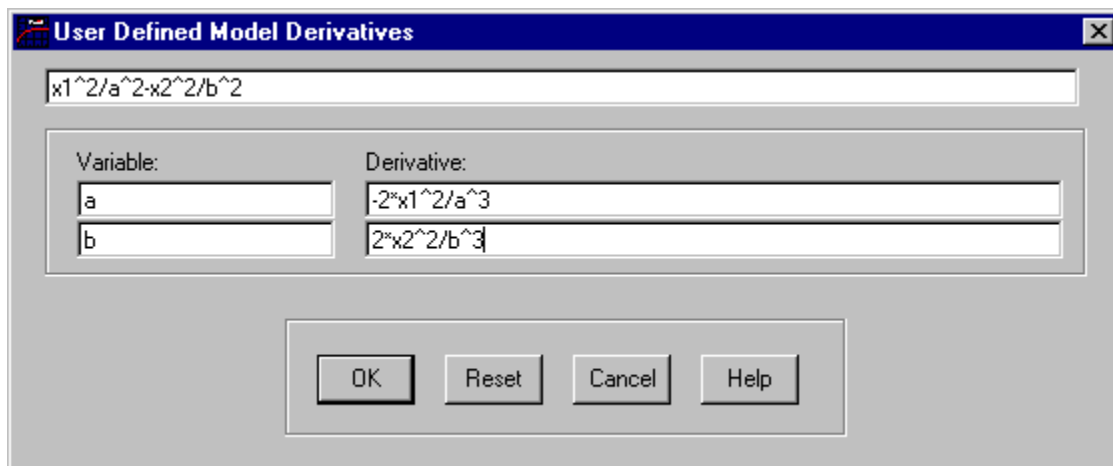 User Defined Model Derivatives
x1^2/a^2-x2^2/b^2
Variable: Derivative:
a -2*x1^2/a^3
b 2*x2^2/b^3
OK Reset Cancel Help